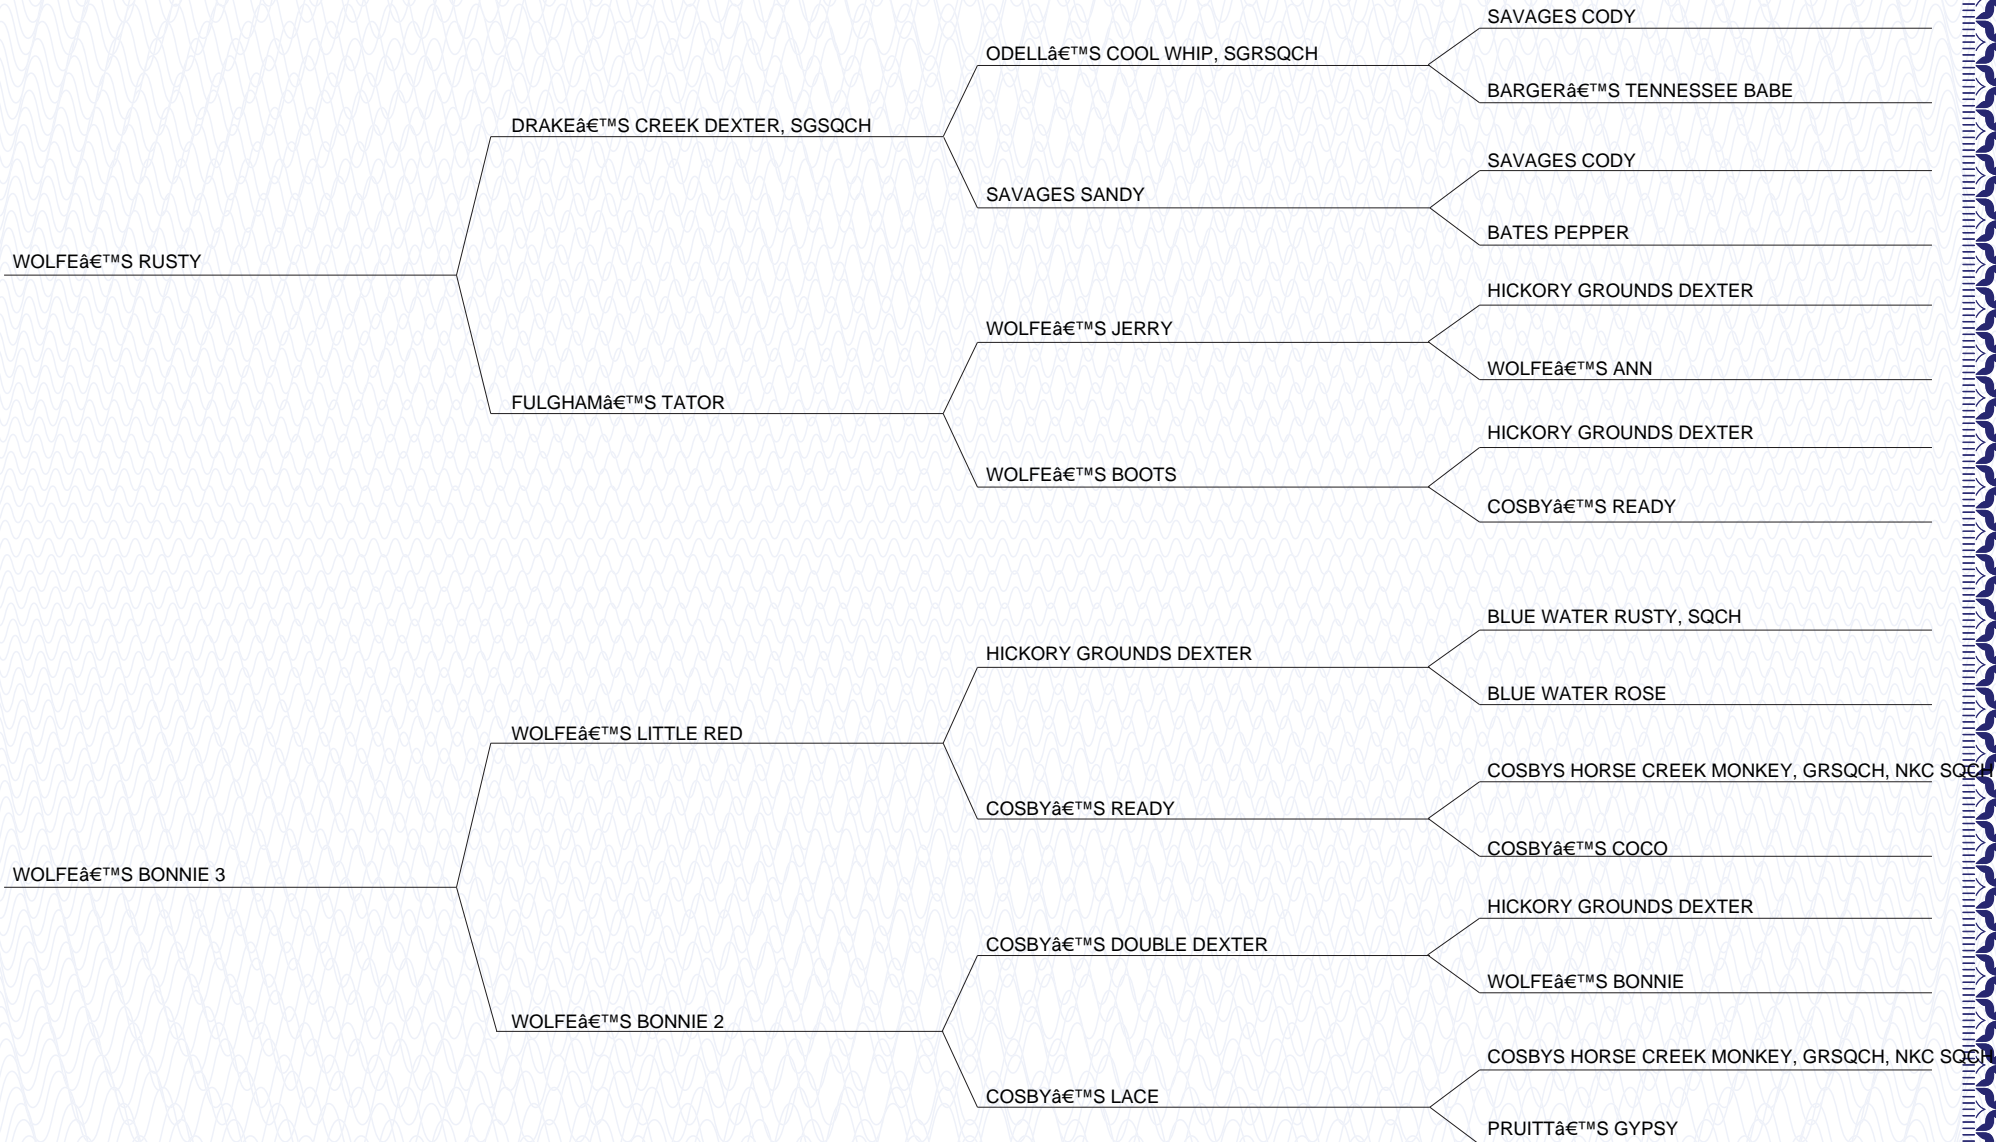 SAVAGES CODY
ODELLâ€™S COOL WHIP, SGRSQCH
BARGERâ€™S TENNESSEE BABE
DRAKEâ€™S CREEK DEXTER, SGSQCH
SAVAGES CODY
SAVAGES SANDY
BATES PEPPER
WOLFEâ€™S RUSTY
HICKORY GROUNDS DEXTER
WOLFEâ€™S JERRY
WOLFEâ€™S ANN
FULGHAMâ€™S TATOR
HICKORY GROUNDS DEXTER
WOLFEâ€™S BOOTS
COSBYâ€™S READY
BLUE WATER RUSTY, SQCH
HICKORY GROUNDS DEXTER
BLUE WATER ROSE
WOLFEâ€™S LITTLE RED
COSBYS HORSE CREEK MONKEY, GRSQCH, NKC SQCH
COSBYâ€™S READY
COSBYâ€™S COCO
WOLFEâ€™S BONNIE 3
HICKORY GROUNDS DEXTER
COSBYâ€™S DOUBLE DEXTER
WOLFEâ€™S BONNIE
WOLFEâ€™S BONNIE 2
COSBYS HORSE CREEK MONKEY, GRSQCH, NKC SQCH
COSBYâ€™S LACE
PRUITTâ€™S GYPSY